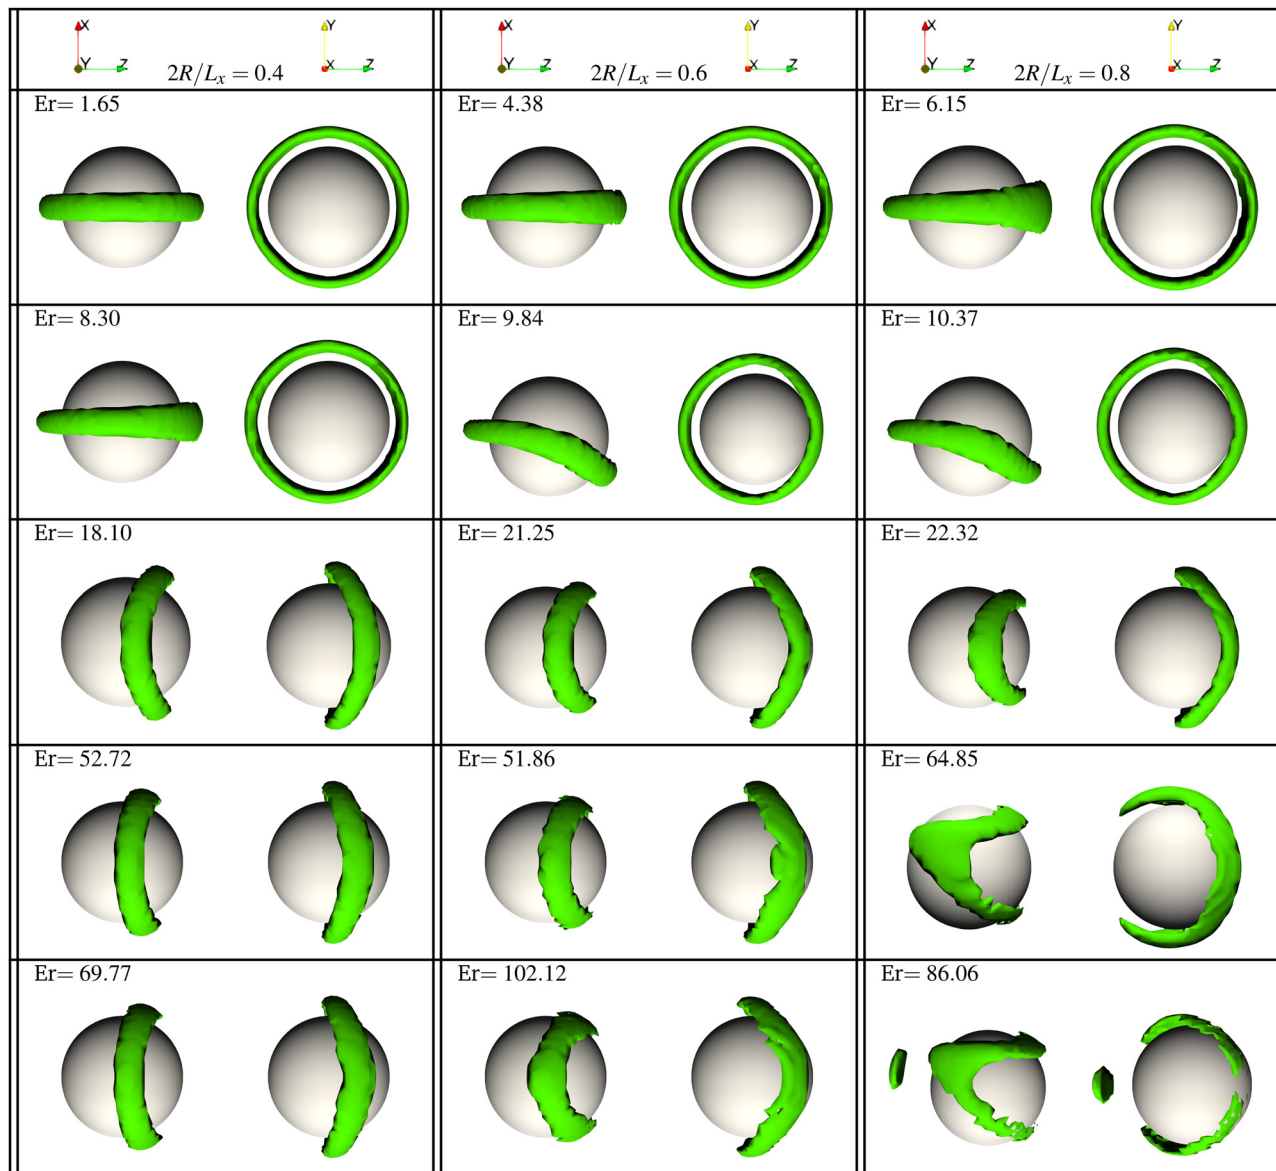 X Y Z 2R/Lₓ = 0.4 Y X Z
X Y Z 2R/Lₓ = 0.6 Y X Z
X Y Z 2R/Lₓ = 0.8 Y X Z
Er= 1.65 Er= 4.38 Er= 6.15
Er= 8.30 Er= 9.84 Er= 10.37
Er= 18.10 Er= 21.25 Er= 22.32
Er= 52.72 Er= 51.86 Er= 64.85
Er= 69.77 Er= 102.12 Er= 86.06